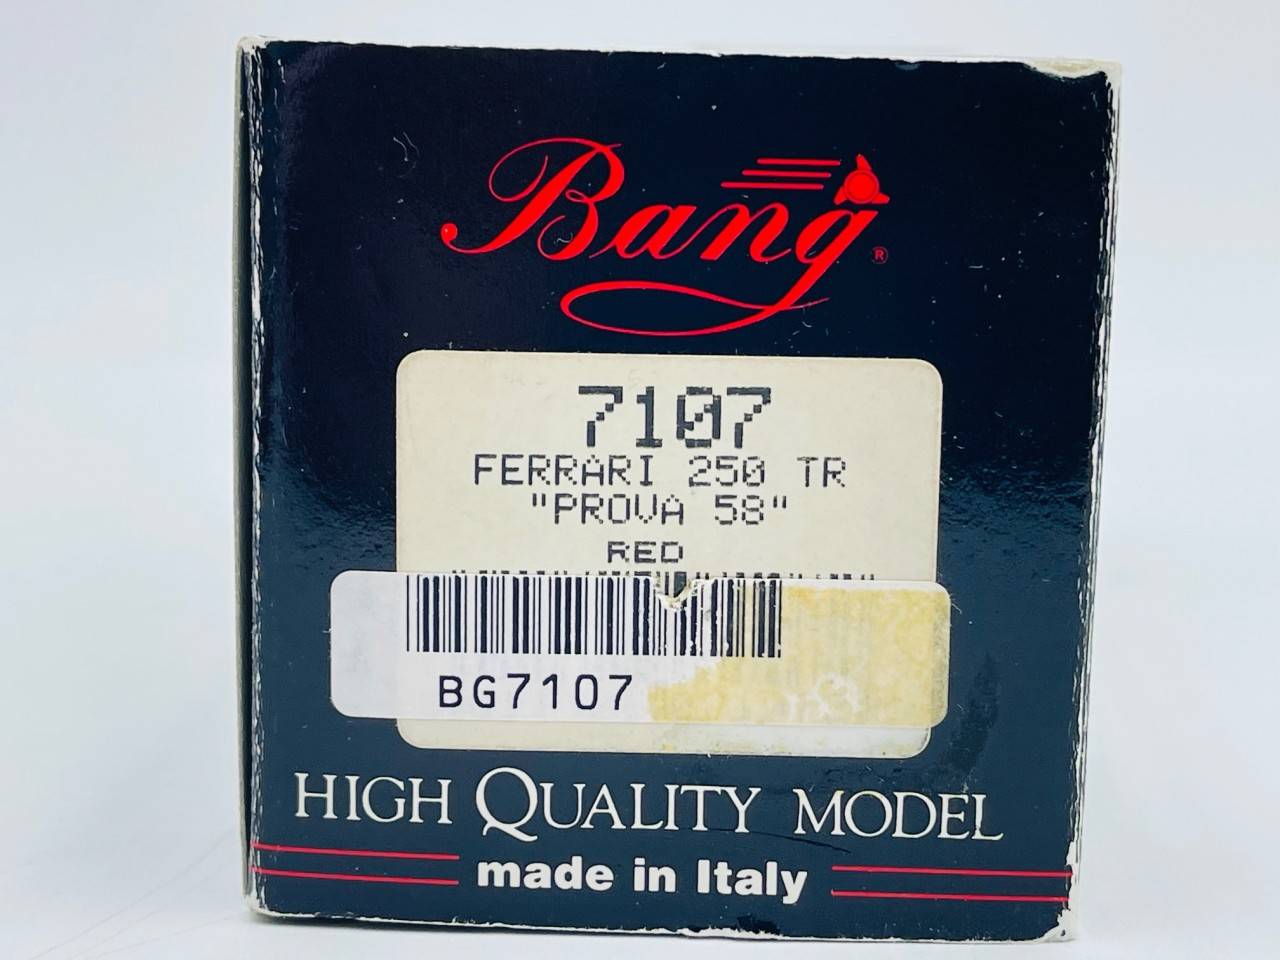 Bang®
7107
FERRARI 250 TR
"PROVA 58"
RED
BG7107
HIGH QUALITY MODEL
made in Italy